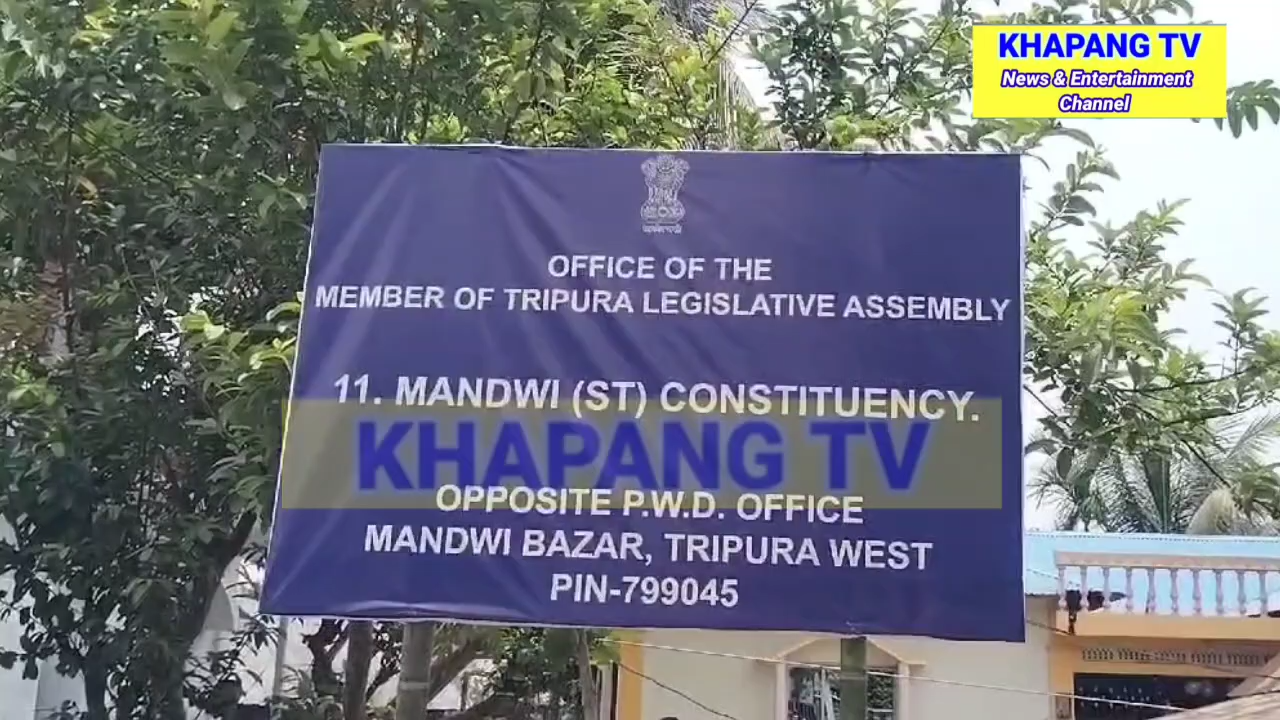 KHAPANG TV
News & Entertainment
Channel
OFFICE OF THE
MEMBER OF TRIPURA LEGISLATIVE ASSEMBLY
11. MANDWI (ST) CONSTITUENCY.
KHAPANG TV
OPPOSITE P.W.D. OFFICE
MANDWI BAZAR, TRIPURA WEST
PIN-799045